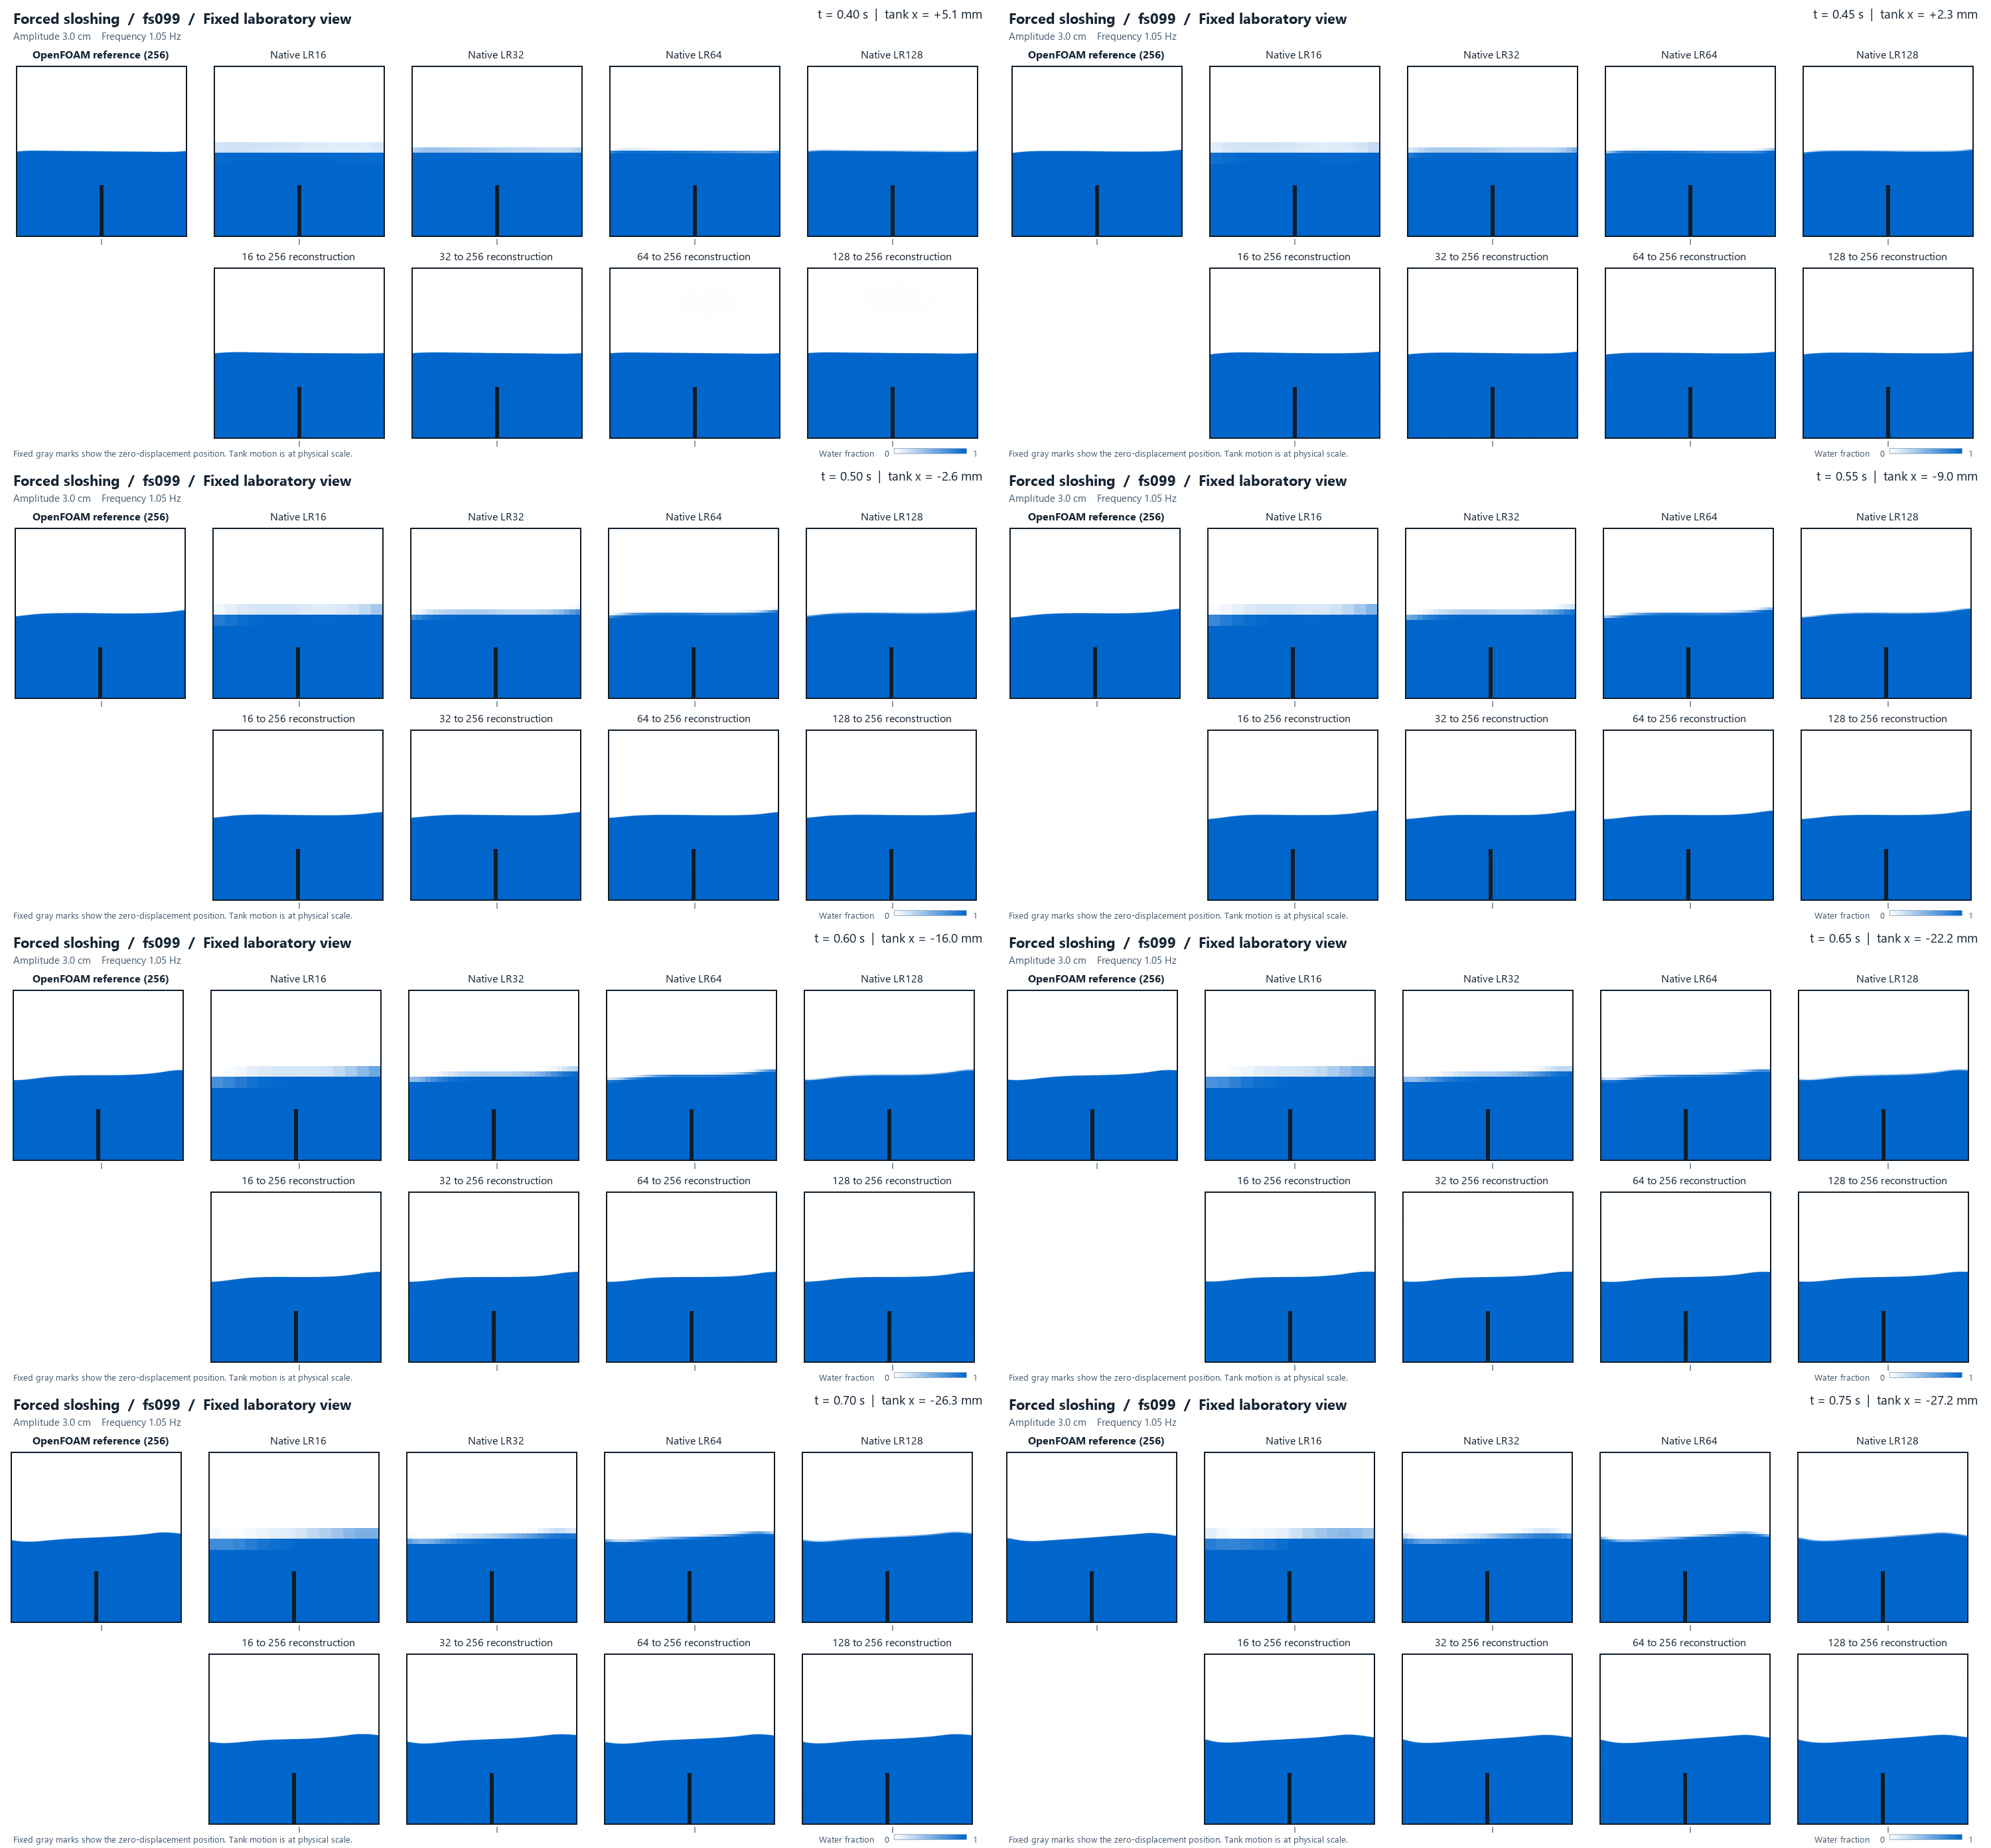 Forced sloshing / fs099 / Fixed laboratory view
t = 0.40 s | tank x = +5.1 mm
Amplitude 3.0 cm Frequency 1.05 Hz
OpenFOAM reference (256) Native LR16 Native LR32 Native LR64 Native LR128
16 to 256 reconstruction 32 to 256 reconstruction 64 to 256 reconstruction 128 to 256 reconstruction
Fixed gray marks show the zero-displacement position. Tank motion is at physical scale.
Water fraction 0 1
Forced sloshing / fs099 / Fixed laboratory view
t = 0.45 s | tank x = +2.3 mm
Amplitude 3.0 cm Frequency 1.05 Hz
OpenFOAM reference (256) Native LR16 Native LR32 Native LR64 Native LR128
16 to 256 reconstruction 32 to 256 reconstruction 64 to 256 reconstruction 128 to 256 reconstruction
Fixed gray marks show the zero-displacement position. Tank motion is at physical scale.
Water fraction 0 1
Forced sloshing / fs099 / Fixed laboratory view
t = 0.50 s | tank x = -2.6 mm
Amplitude 3.0 cm Frequency 1.05 Hz
OpenFOAM reference (256) Native LR16 Native LR32 Native LR64 Native LR128
16 to 256 reconstruction 32 to 256 reconstruction 64 to 256 reconstruction 128 to 256 reconstruction
Fixed gray marks show the zero-displacement position. Tank motion is at physical scale.
Water fraction 0 1
Forced sloshing / fs099 / Fixed laboratory view
t = 0.55 s | tank x = -9.0 mm
Amplitude 3.0 cm Frequency 1.05 Hz
OpenFOAM reference (256) Native LR16 Native LR32 Native LR64 Native LR128
16 to 256 reconstruction 32 to 256 reconstruction 64 to 256 reconstruction 128 to 256 reconstruction
Fixed gray marks show the zero-displacement position. Tank motion is at physical scale.
Water fraction 0 1
Forced sloshing / fs099 / Fixed laboratory view
t = 0.60 s | tank x = -16.0 mm
Amplitude 3.0 cm Frequency 1.05 Hz
OpenFOAM reference (256) Native LR16 Native LR32 Native LR64 Native LR128
16 to 256 reconstruction 32 to 256 reconstruction 64 to 256 reconstruction 128 to 256 reconstruction
Fixed gray marks show the zero-displacement position. Tank motion is at physical scale.
Water fraction 0 1
Forced sloshing / fs099 / Fixed laboratory view
t = 0.65 s | tank x = -22.2 mm
Amplitude 3.0 cm Frequency 1.05 Hz
OpenFOAM reference (256) Native LR16 Native LR32 Native LR64 Native LR128
16 to 256 reconstruction 32 to 256 reconstruction 64 to 256 reconstruction 128 to 256 reconstruction
Fixed gray marks show the zero-displacement position. Tank motion is at physical scale.
Water fraction 0 1
Forced sloshing / fs099 / Fixed laboratory view
t = 0.70 s | tank x = -26.3 mm
Amplitude 3.0 cm Frequency 1.05 Hz
OpenFOAM reference (256) Native LR16 Native LR32 Native LR64 Native LR128
16 to 256 reconstruction 32 to 256 reconstruction 64 to 256 reconstruction 128 to 256 reconstruction
Fixed gray marks show the zero-displacement position. Tank motion is at physical scale.
Water fraction 0 1
Forced sloshing / fs099 / Fixed laboratory view
t = 0.75 s | tank x = -27.2 mm
Amplitude 3.0 cm Frequency 1.05 Hz
OpenFOAM reference (256) Native LR16 Native LR32 Native LR64 Native LR128
16 to 256 reconstruction 32 to 256 reconstruction 64 to 256 reconstruction 128 to 256 reconstruction
Fixed gray marks show the zero-displacement position. Tank motion is at physical scale.
Water fraction 0 1